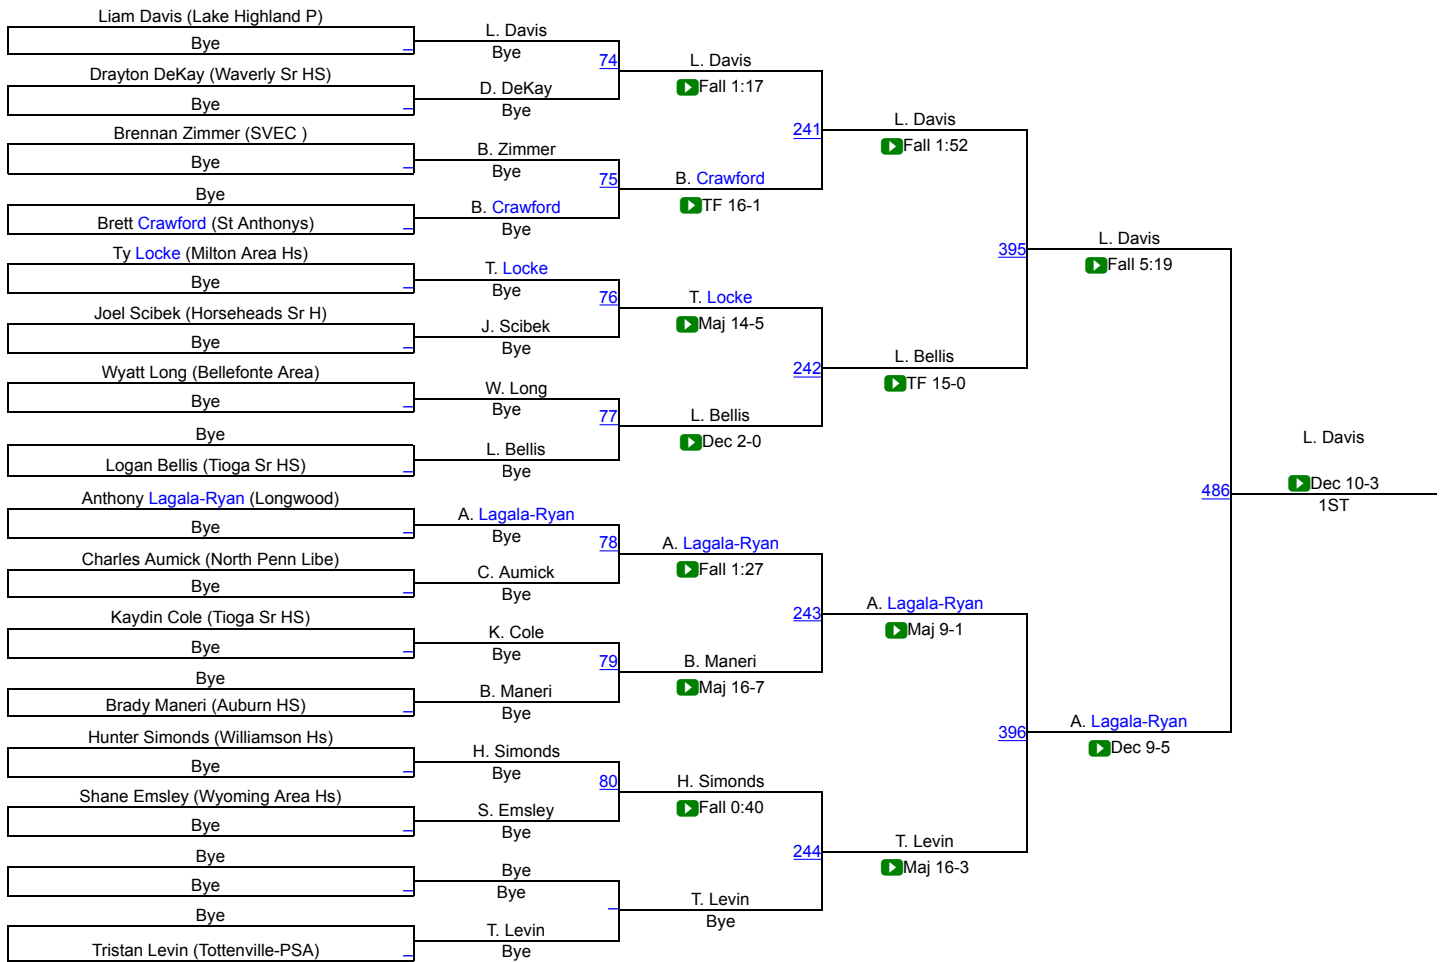 Liam Davis (Lake Highland P)
Bye
Drayton DeKay (Waverly Sr HS)
Bye
Brennan Zimmer (SVEC )
Bye
Bye
Brett Crawford (St Anthonys)
Ty Locke (Milton Area Hs)
Bye
Joel Scibek (Horseheads Sr H)
Bye
Wyatt Long (Bellefonte Area)
Bye
Bye
Logan Bellis (Tioga Sr HS)
Anthony Lagala-Ryan (Longwood)
Bye
Charles Aumick (North Penn Libe)
Bye
Kaydin Cole (Tioga Sr HS)
Bye
Bye
Brady Maneri (Auburn HS)
Hunter Simonds (Williamson Hs)
Bye
Shane Emsley (Wyoming Area Hs)
Bye
Bye
Bye
Bye
Tristan Levin (Tottenville-PSA)
L. Davis
Bye
74
D. DeKay
Bye
B. Zimmer
Bye
75
B. Crawford
Bye
T. Locke
Bye
76
J. Scibek
Bye
W. Long
Bye
77
L. Bellis
Bye
A. Lagala-Ryan
Bye
78
C. Aumick
Bye
K. Cole
Bye
79
B. Maneri
Bye
H. Simonds
Bye
80
S. Emsley
Bye
Bye
Bye
T. Levin
Bye
L. Davis
Fall 1:17
241
B. Crawford
TF 16-1
T. Locke
Maj 14-5
242
L. Bellis
Dec 2-0
A. Lagala-Ryan
Fall 1:27
243
B. Maneri
Maj 16-7
H. Simonds
Fall 0:40
244
T. Levin
Bye
L. Davis
Fall 1:52
395
L. Bellis
TF 15-0
A. Lagala-Ryan
Maj 9-1
396
T. Levin
Maj 16-3
L. Davis
Fall 5:19
486
A. Lagala-Ryan
Dec 9-5
L. Davis
Dec 10-3
1ST